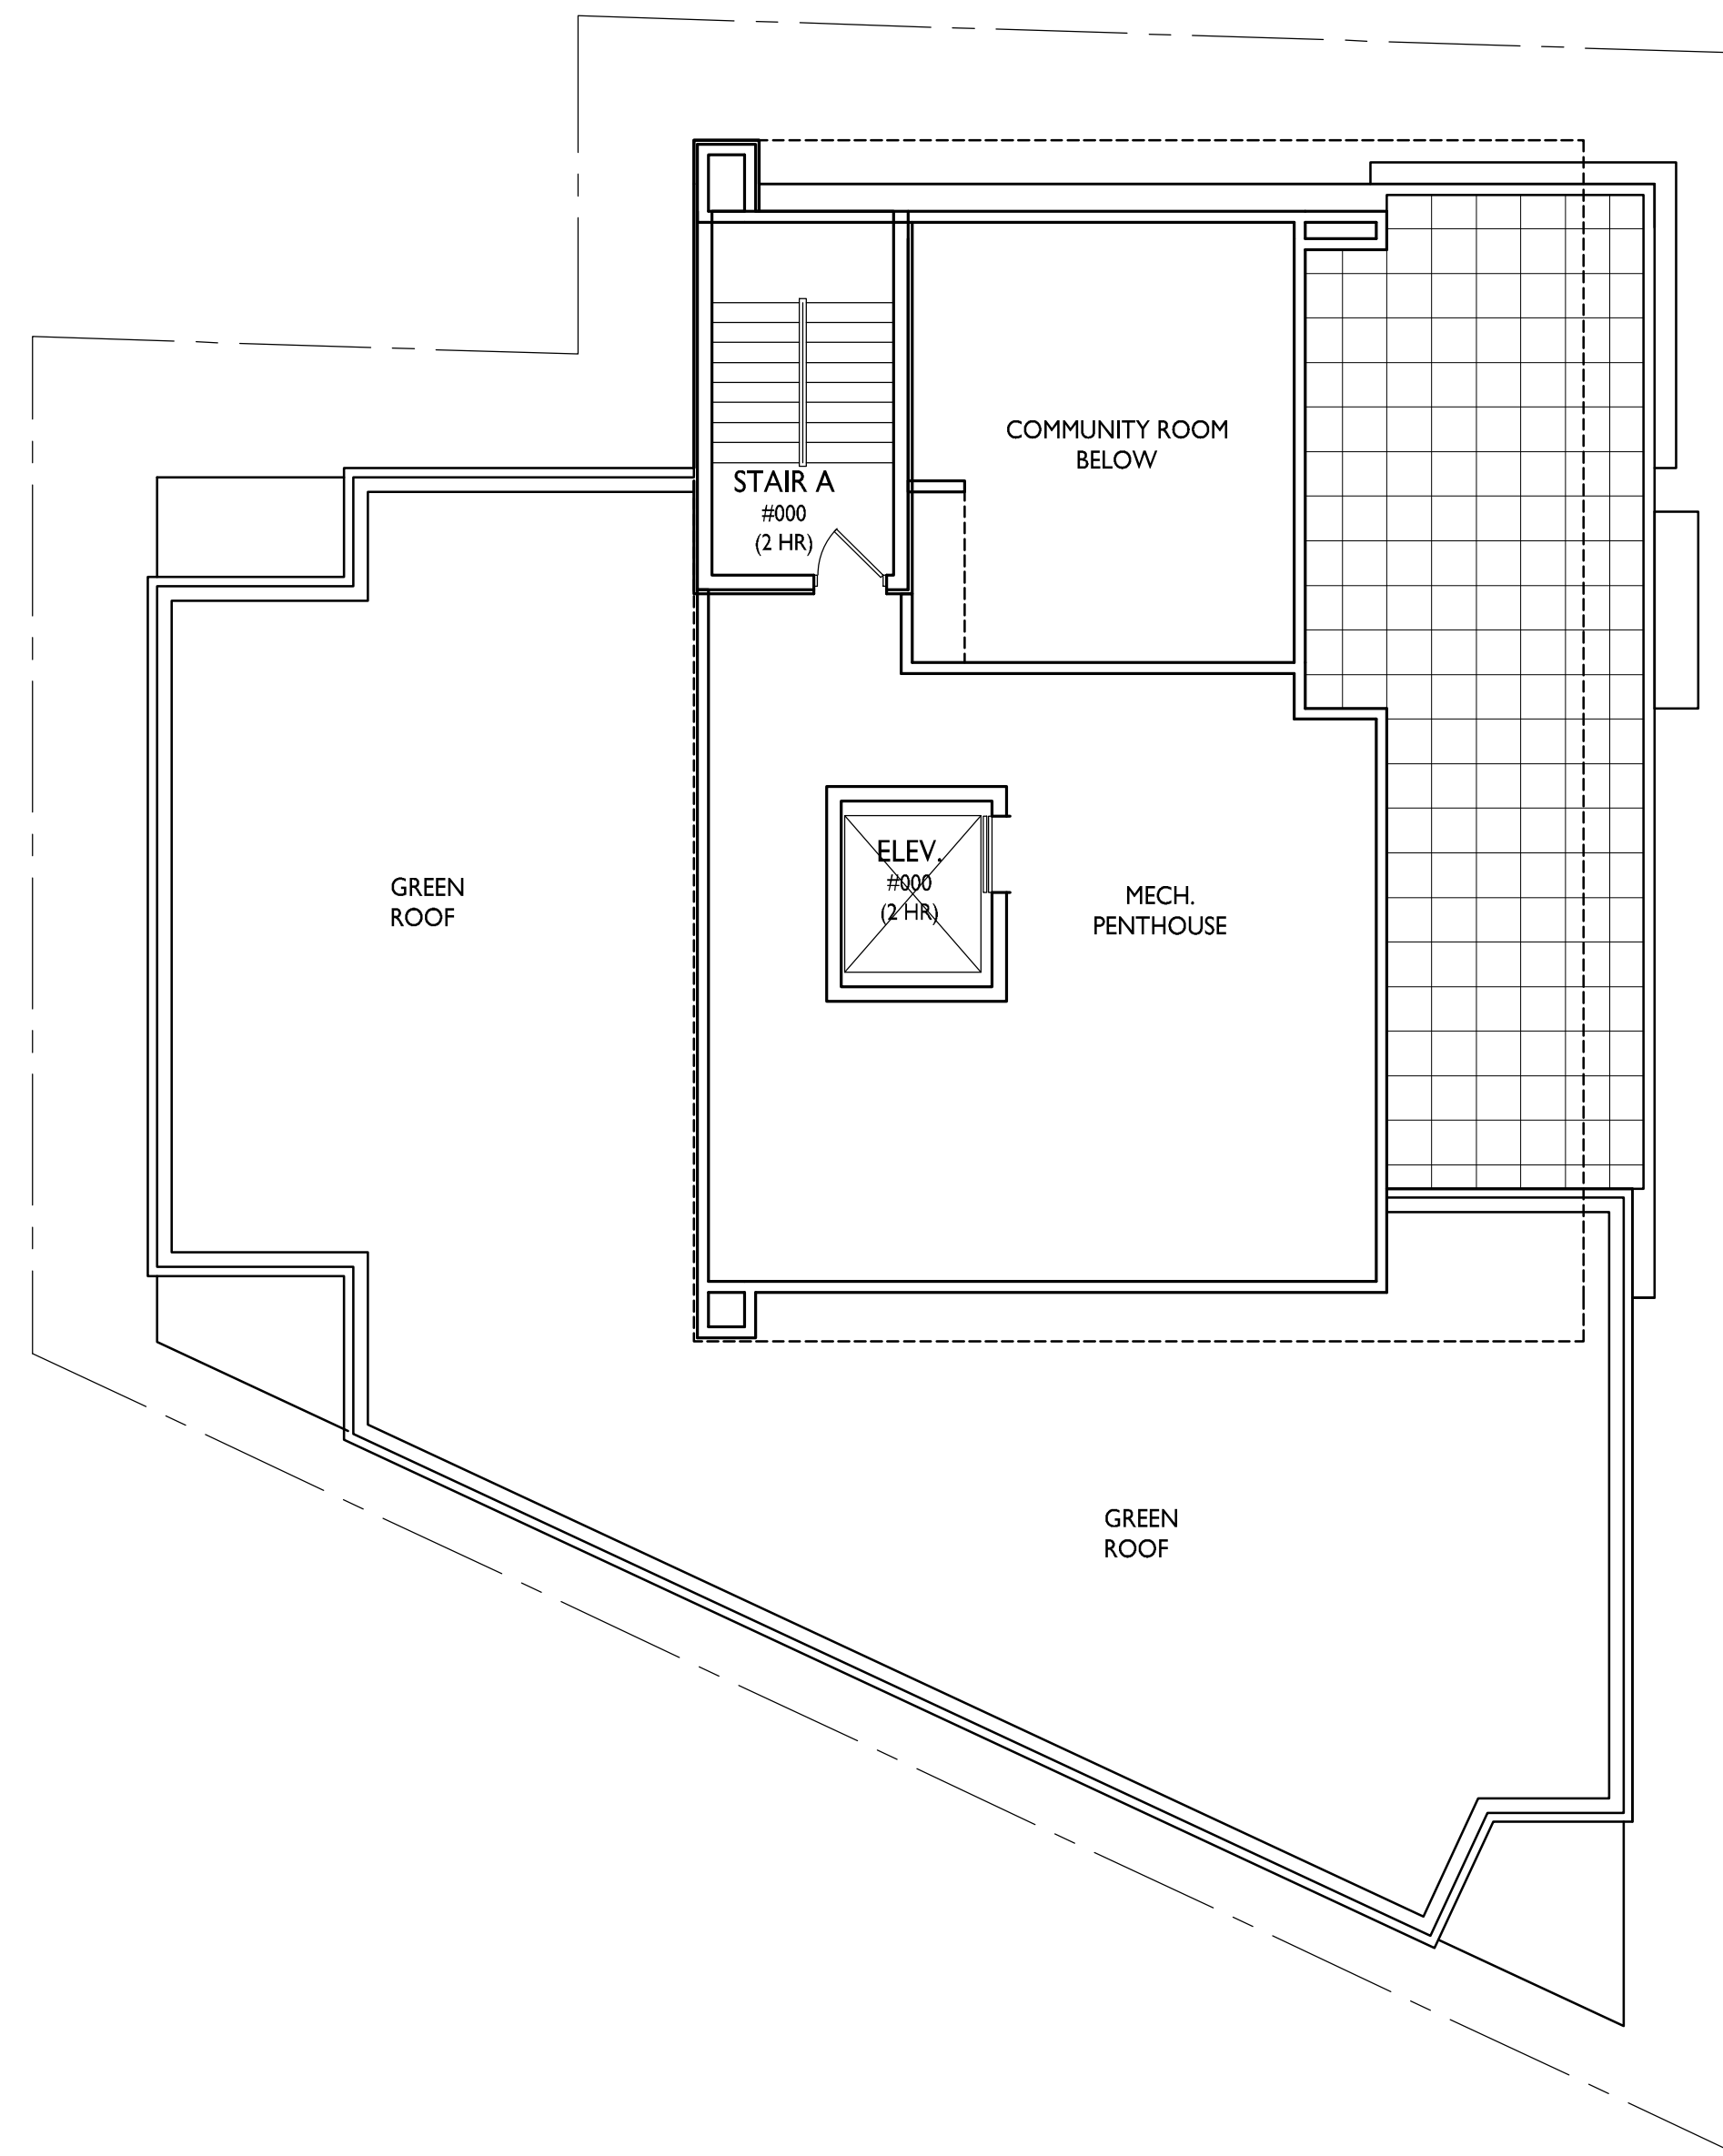 COMMUNITY ROOM
BELOW
STAIR A
#000
(2 HR)
ELEV.
#000
(2 HR)
GREEN
ROOF
MECH.
PENTHOUSE
GREEN
ROOF